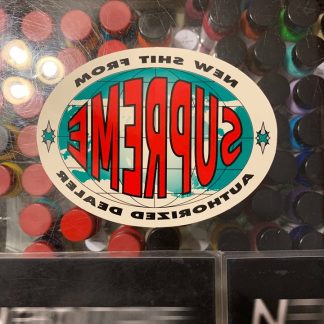 NEW SHIT FROM
SUPREME
AUTHORIZED DEALER